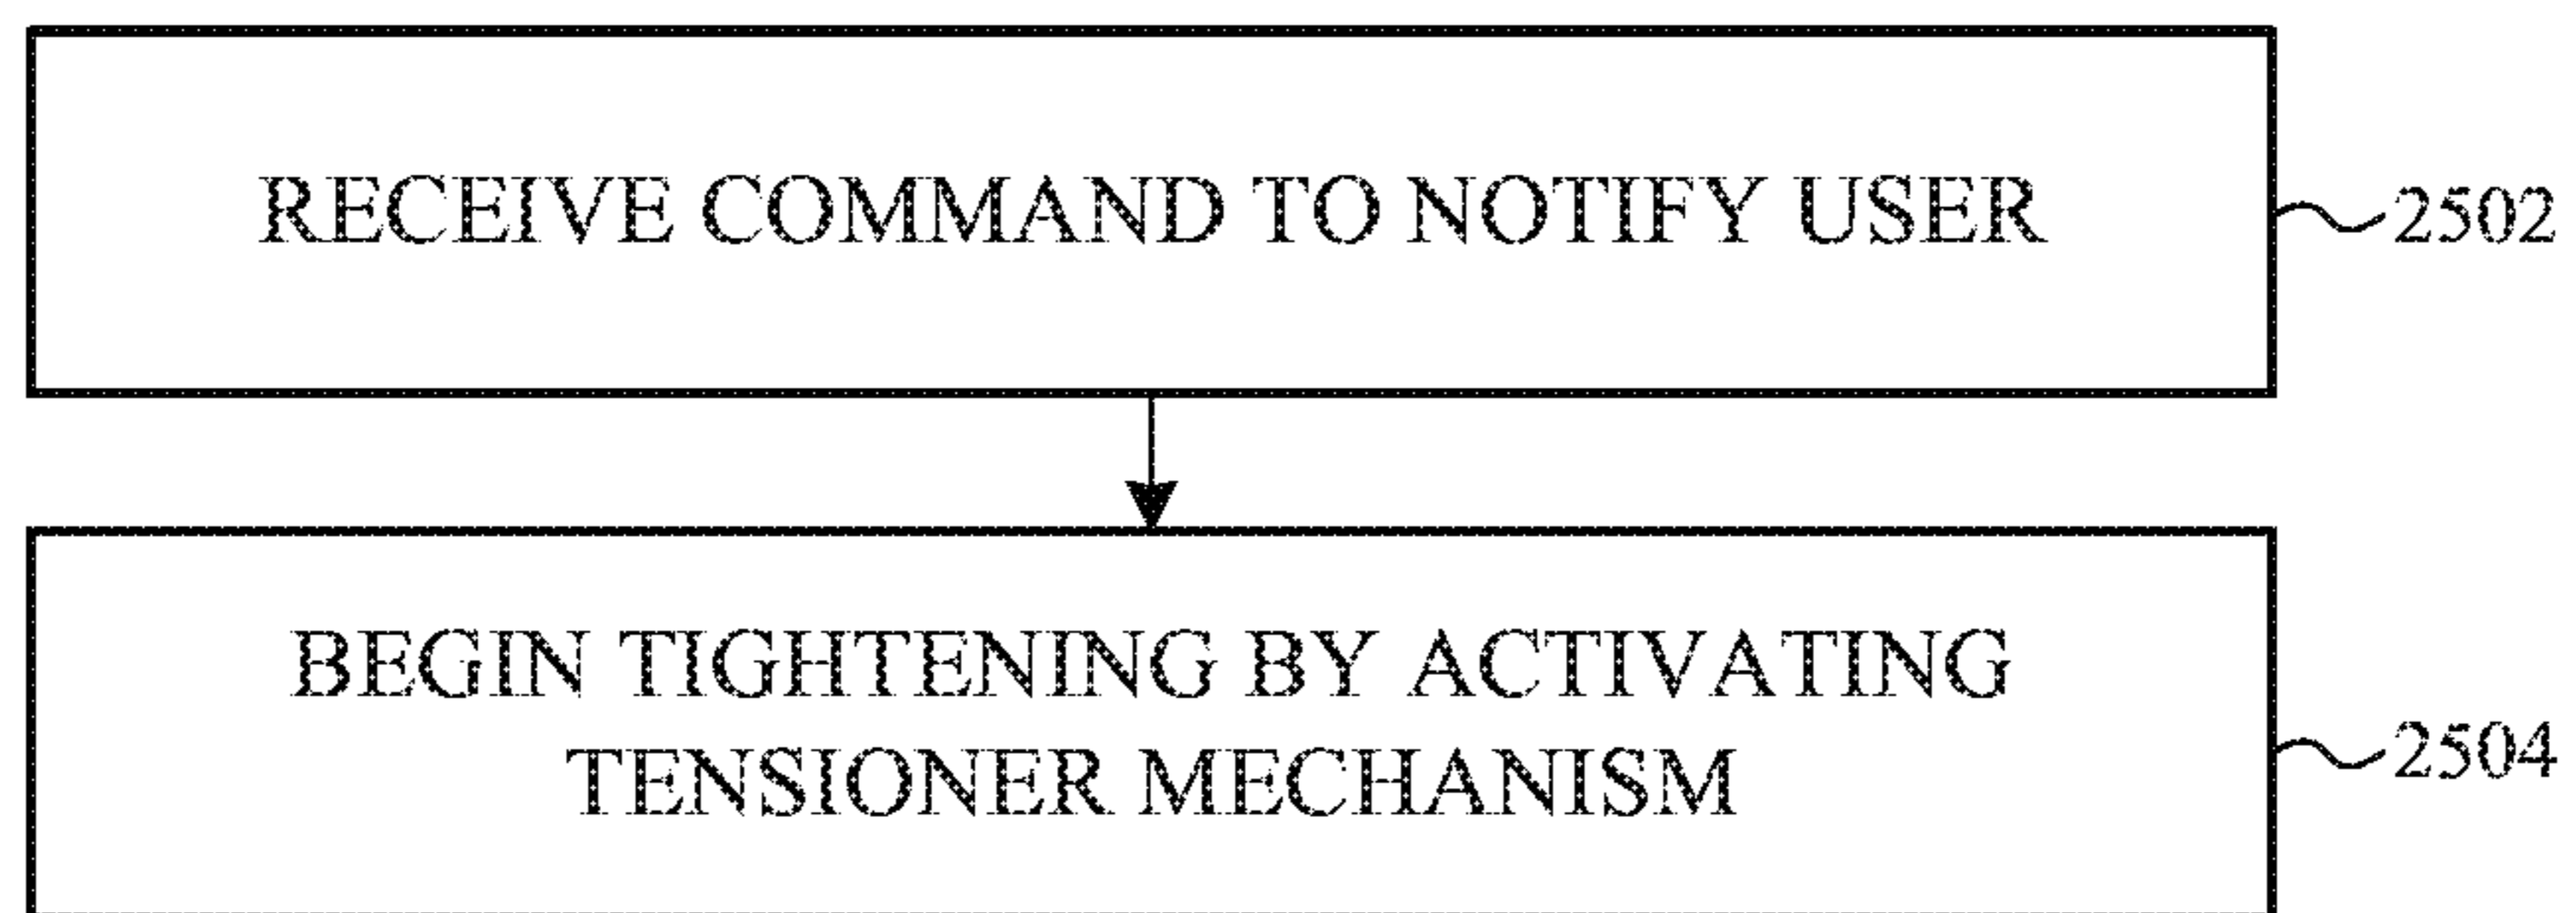 RECEIVE COMMAND TO NOTIFY USER
2502
BEGIN TIGHTENING BY ACTIVATING
TENSIONER MECHANISM
2504